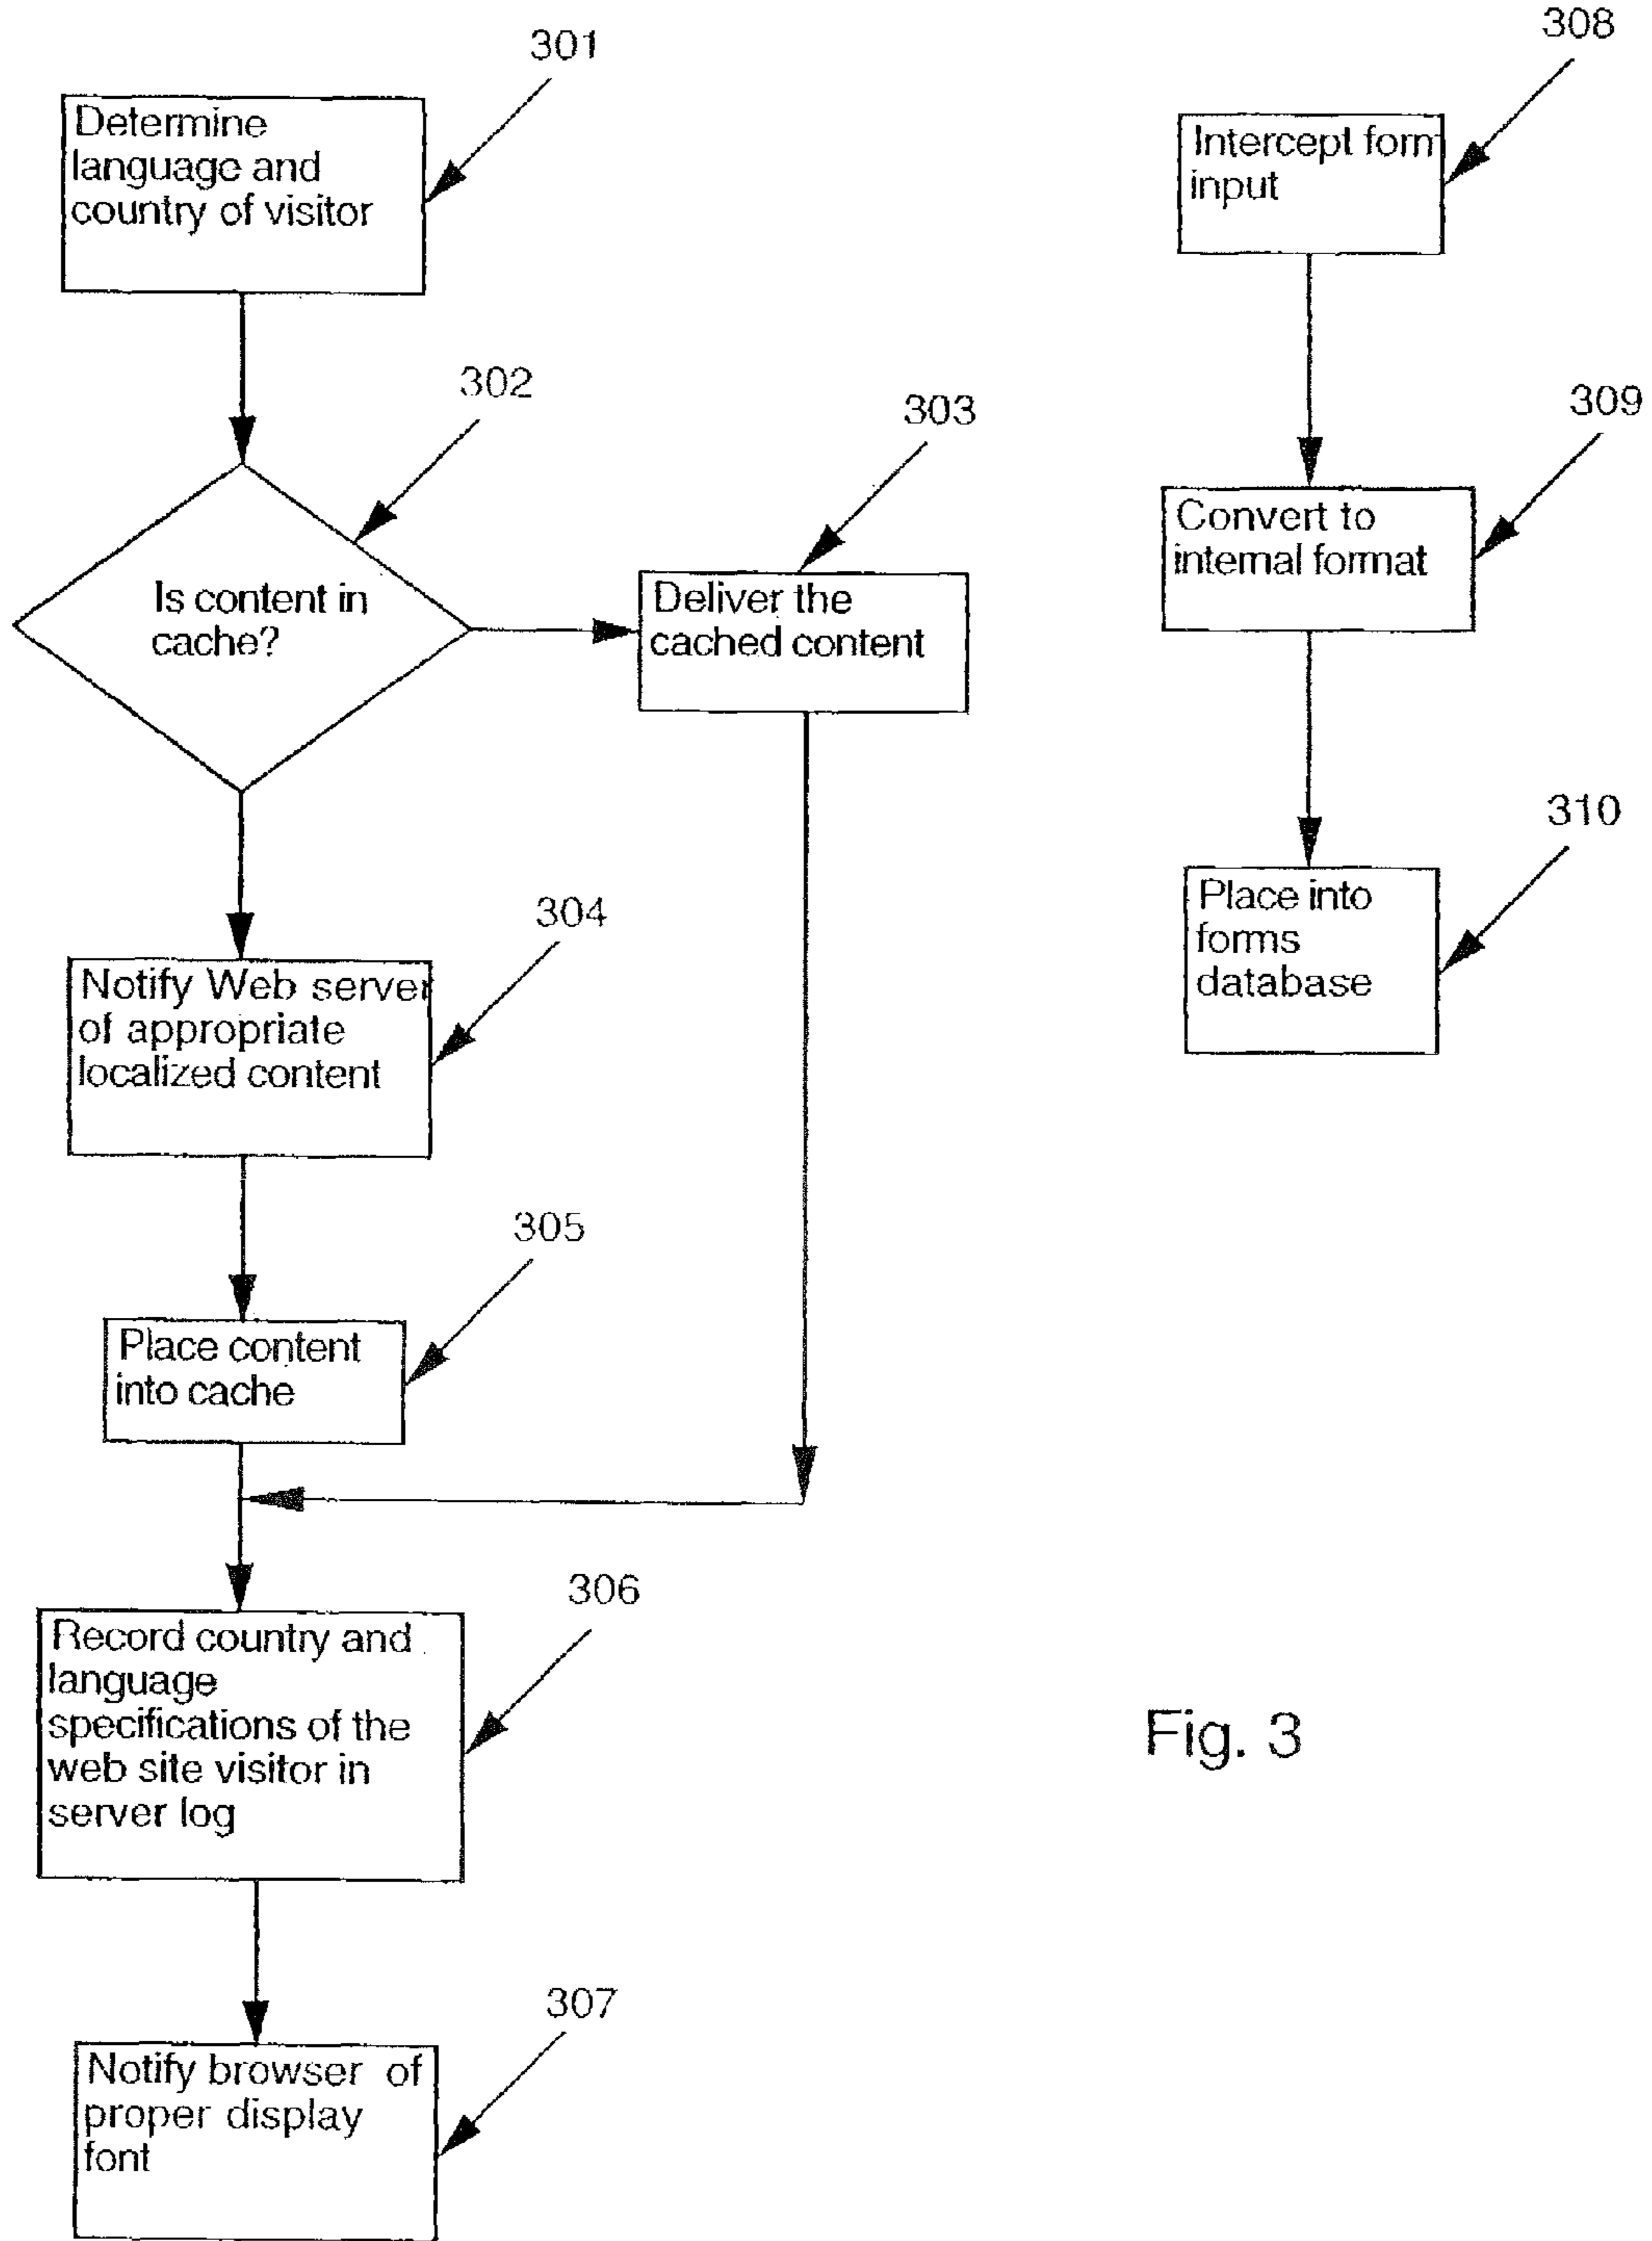 301
Determine
language and
country of visitor
302
Is content in
cache?
303
Deliver the
cached content
304
Notify Web server
of appropriate
localized content
305
Place content
into cache
306
Record country and
language
specifications of the
web site visitor in
server log
307
Notify browser of
proper display
font
308
Intercept form
input
309
Convert to
internal format
310
Place into
forms
database
Fig. 3